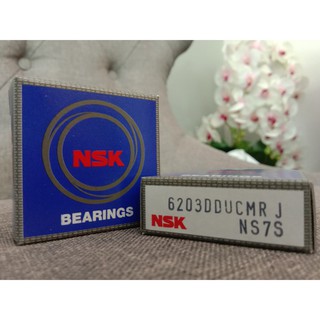 NSK
BEARINGS
6203DDUCMR J
NSK NS7S